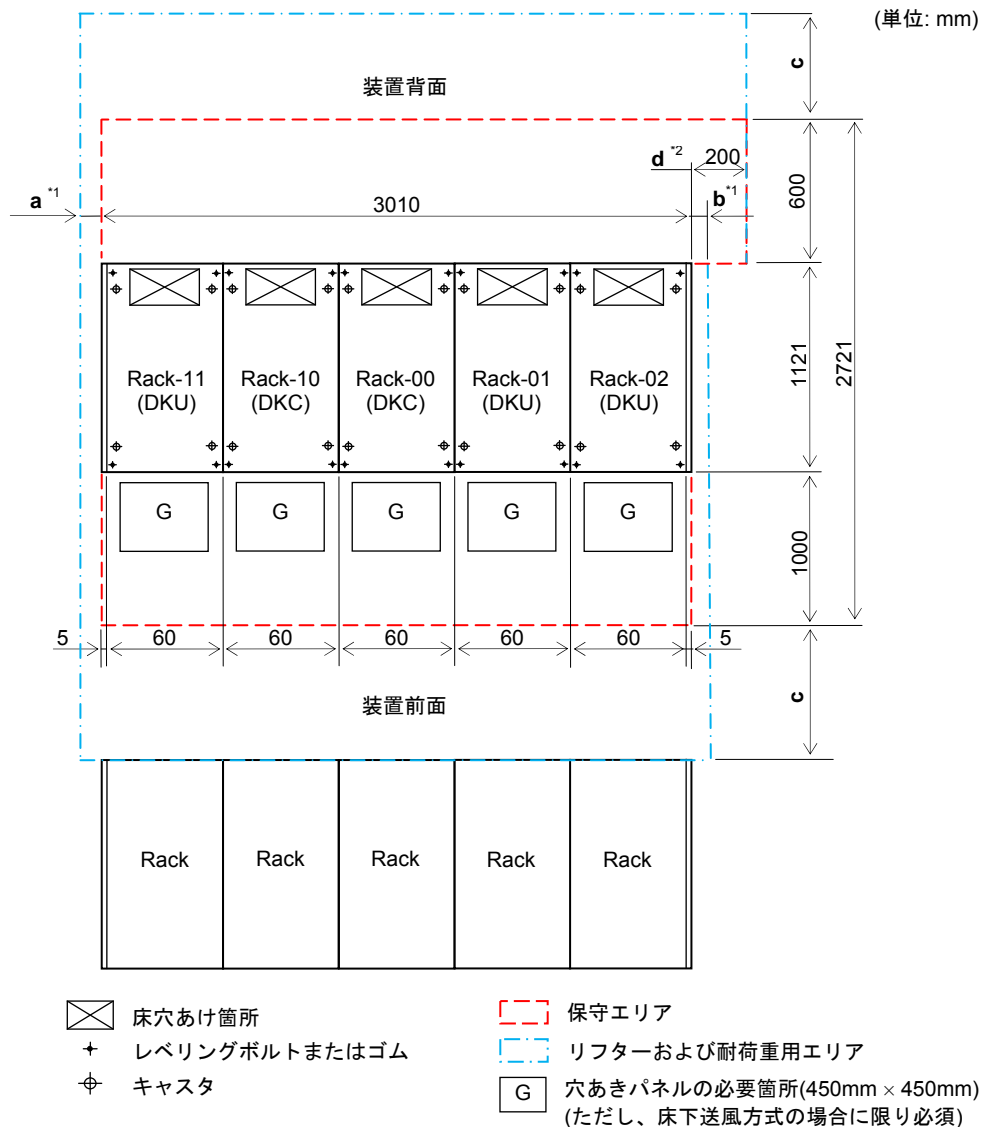 (単位: mm)
c
装置背面
d *2
200
a *1
3010
b *1
600
Rack-11
(DKU)
Rack-10
(DKC)
Rack-00
(DKC)
Rack-01
(DKU)
Rack-02
(DKU)
1121
2721
G
G
G
G
G
1000
5
60
60
60
60
60
5
装置前面
c
Rack
Rack
Rack
Rack
Rack
床穴あけ箇所
レベリングボルトまたはゴム
キャスタ
保守エリア
リフターおよび耐荷重用エリア
G
穴あきパネルの必要箇所(450mm × 450mm)
(ただし、床下送風方式の場合に限り必須)